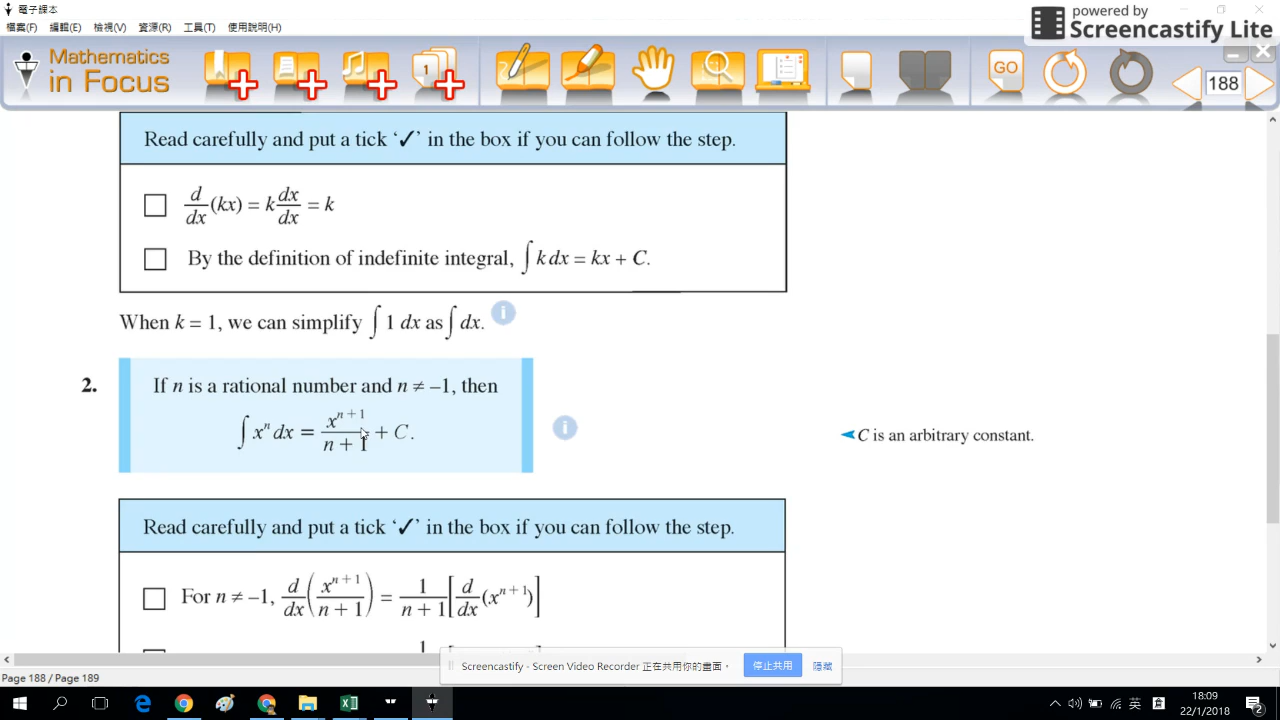 電子課本
powered by
Screencastify Lite
檔案(F) 編輯(E) 檢視(V) 資源(R) 工具(T) 使用說明(H)
Mathematics
in Focus
1
GO
188
Read carefully and put a tick ‘✓’ in the box if you can follow the step.
d/dx (kx) = k dx/dx = k
By the definition of indefinite integral, ∫ k dx = kx + C.
When k = 1, we can simplify ∫ 1 dx as ∫ dx.
i
2.
If n is a rational number and n ≠ –1, then
∫ xⁿ dx = xⁿ⁺¹/(n + 1) + C.
i
C is an arbitrary constant.
Read carefully and put a tick ‘✓’ in the box if you can follow the step.
For n ≠ –1, d/dx (xⁿ⁺¹/(n + 1)) = 1/(n + 1) [d/dx (xⁿ⁺¹)]
Screencastify - Screen Video Recorder 正在共用你的畫面。 停止共用 隱藏
Page 188 / Page 189
英
18:09
22/1/2018
2